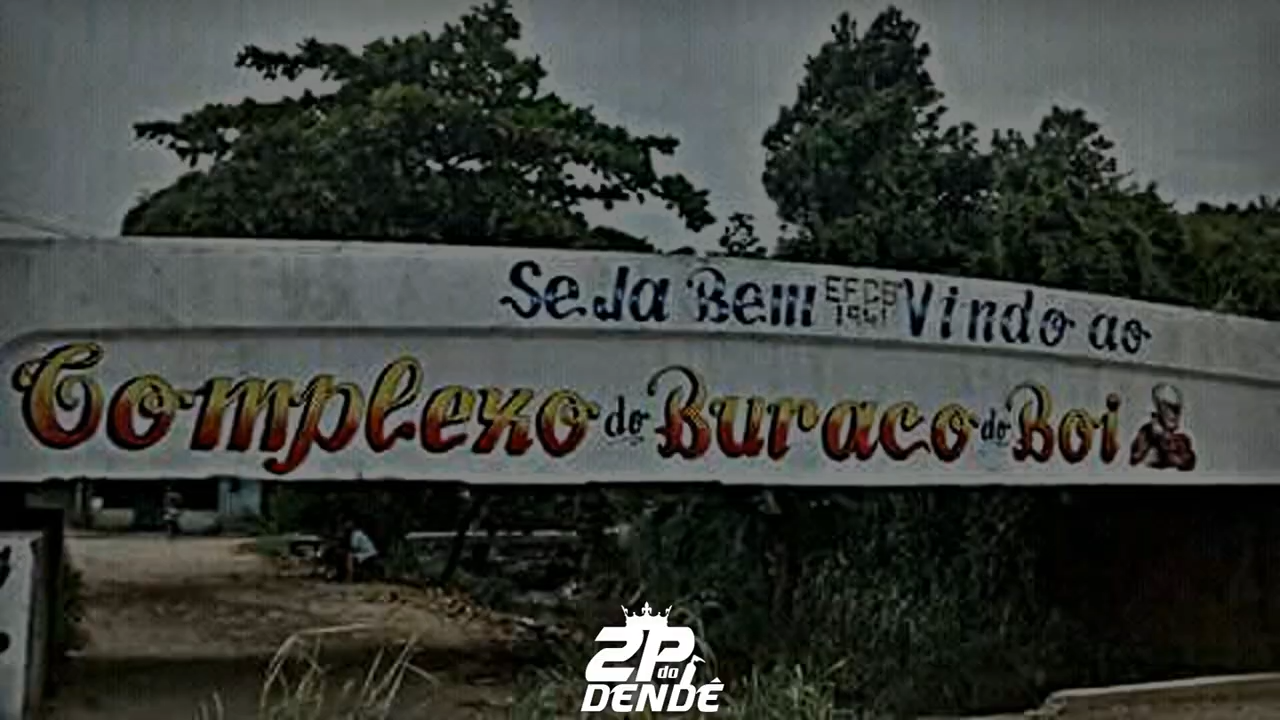 SeJa Bem Vindo ao
EFCB
Complexo do Buraco do Boi
2P
do
DENDÊ